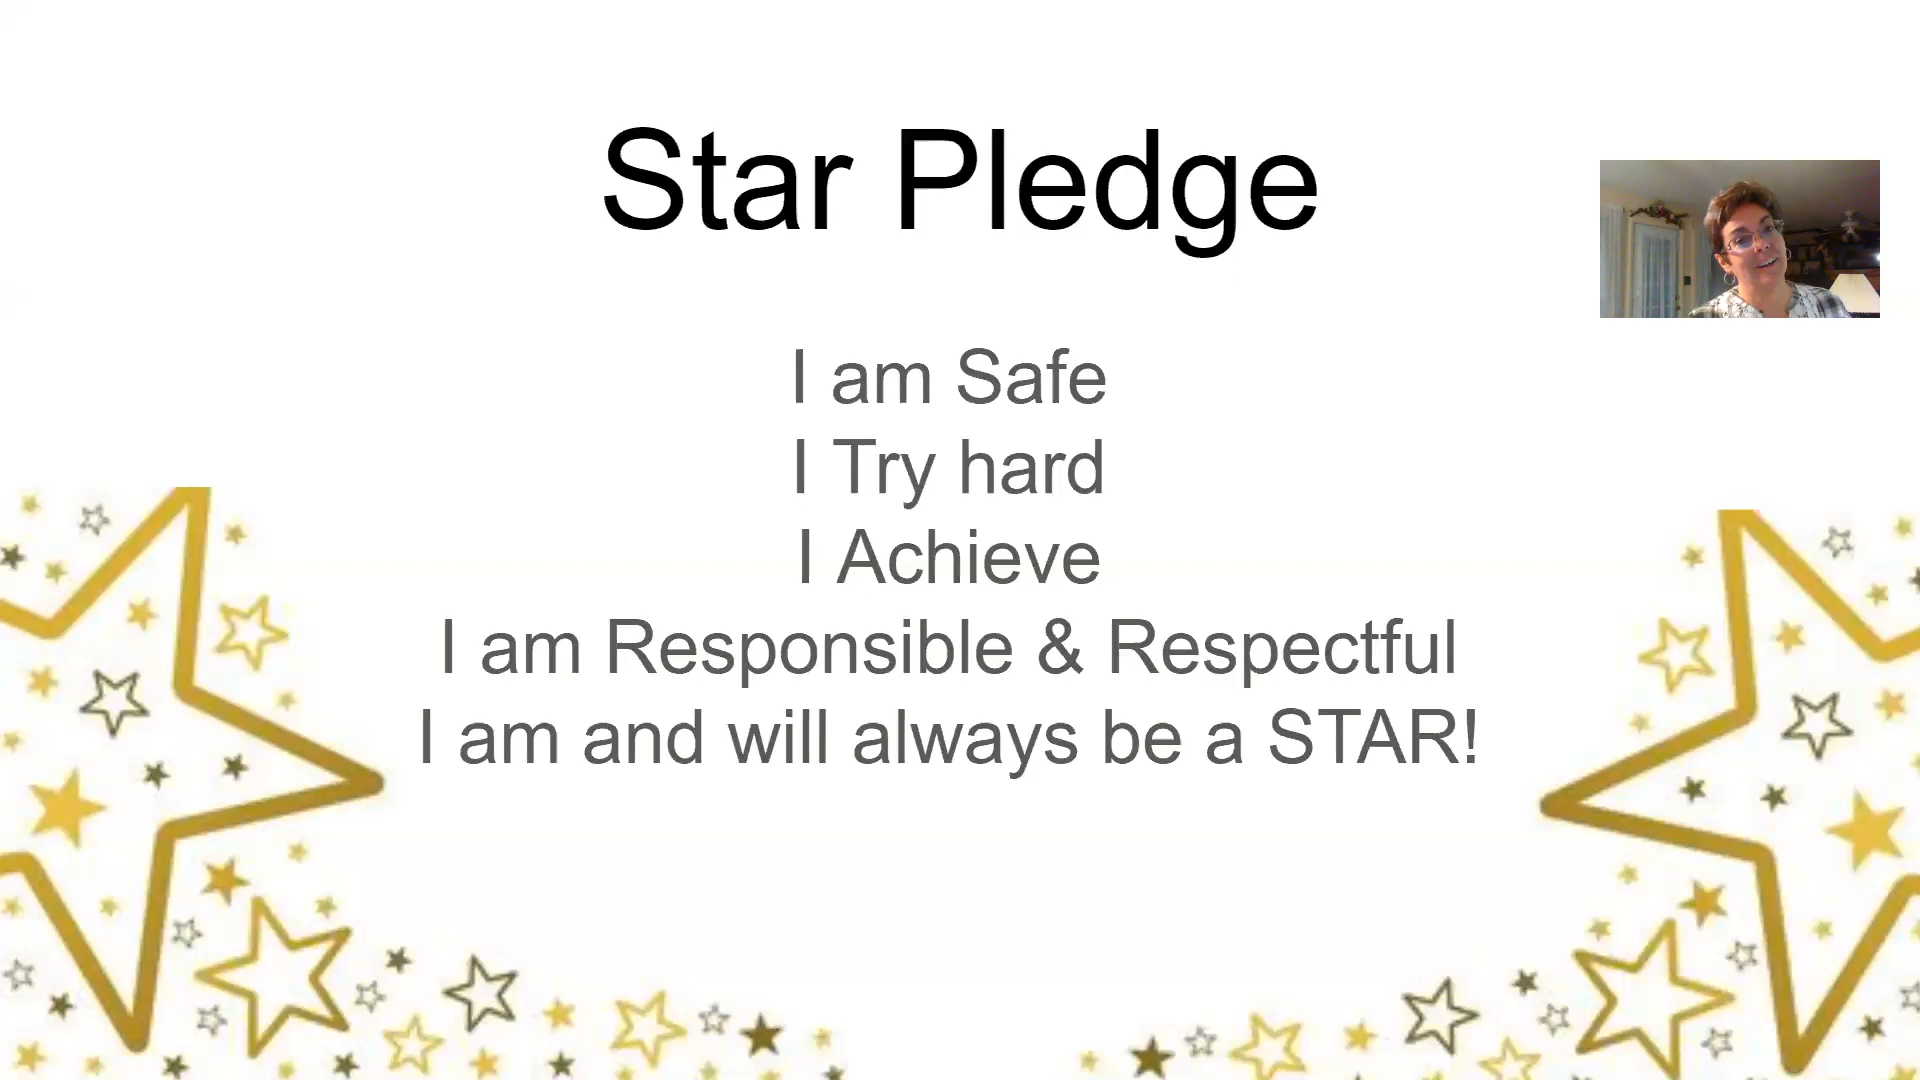 Star Pledge
I am Safe
I Try hard
I Achieve
I am Responsible & Respectful
I am and will always be a STAR!